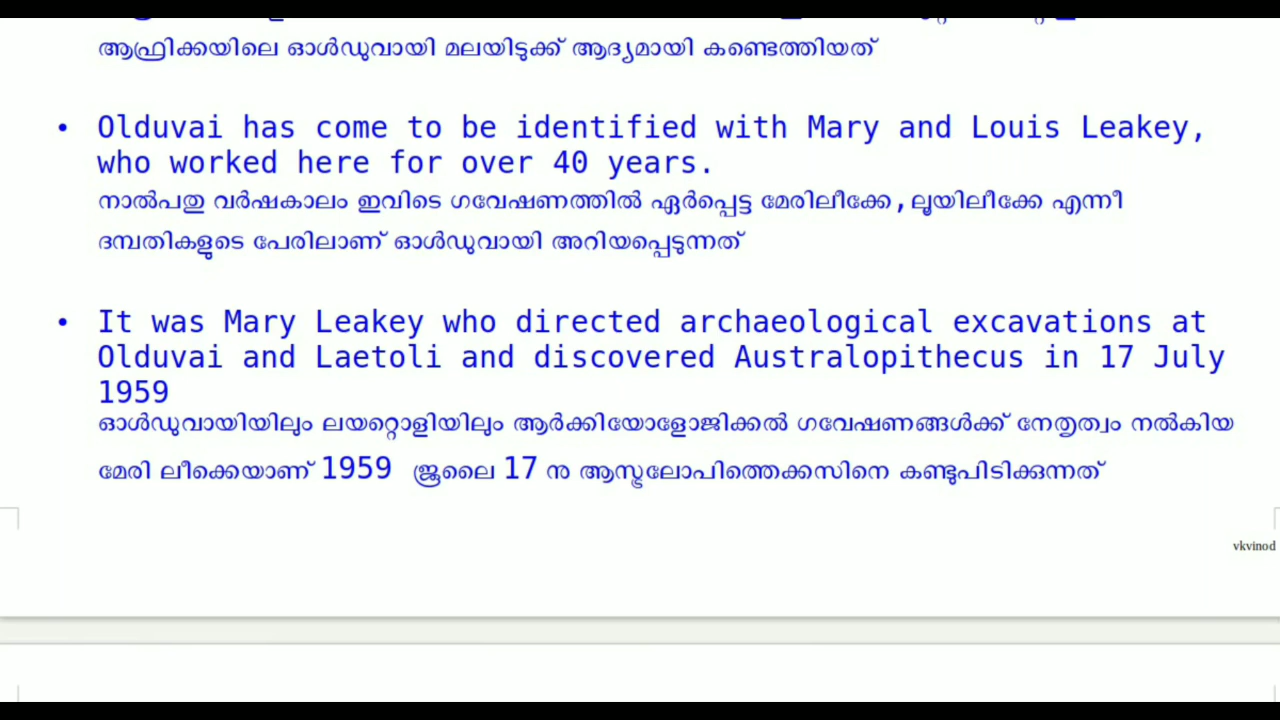 ആഫ്രിക്കയിലെ ഓൾഡുവായി മലയിടുക്ക് ആദ്യമായി കണ്ടെത്തിയത്
• Olduvai has come to be identified with Mary and Louis Leakey,
who worked here for over 40 years.
നാൽപതു വർഷകാലം ഇവിടെ ഗവേഷണത്തിൽ ഏർപ്പെട്ട മേരിലീക്കേ,ലൂയിലീക്കേ എന്നീ
ദമ്പതികളുടെ പേരിലാണ് ഓൾഡുവായി അറിയപ്പെടുന്നത്
• It was Mary Leakey who directed archaeological excavations at
Olduvai and Laetoli and discovered Australopithecus in 17 July
1959
ഓൾഡുവായിയിലും ലയറ്റൊളിയിലും ആർക്കിയോളോജിക്കൽ ഗവേഷണങ്ങൾക്ക് നേതൃത്വം നൽകിയ
മേരി ലീക്കെയാണ് 1959 ജൂലൈ 17 നു ആസ്ട്രലോപിത്തെക്കസിനെ കണ്ടുപിടിക്കുന്നത്
vkvinod